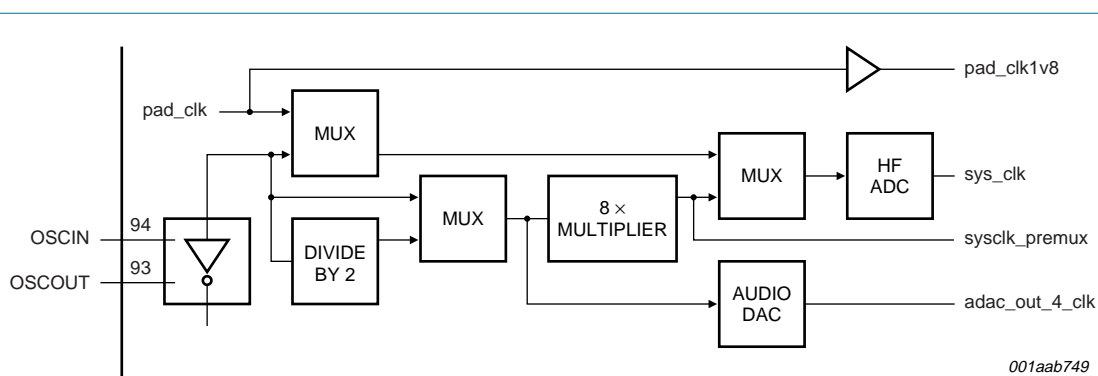 pad_clk1v8
pad_clk
MUX
MUX
HF
ADC
sys_clk
MUX
8 ×
MULTIPLIER
OSCIN
94
DIVIDE
BY 2
sysclk_premux
OSCOUT
93
AUDIO
DAC
adac_out_4_clk
001aab749